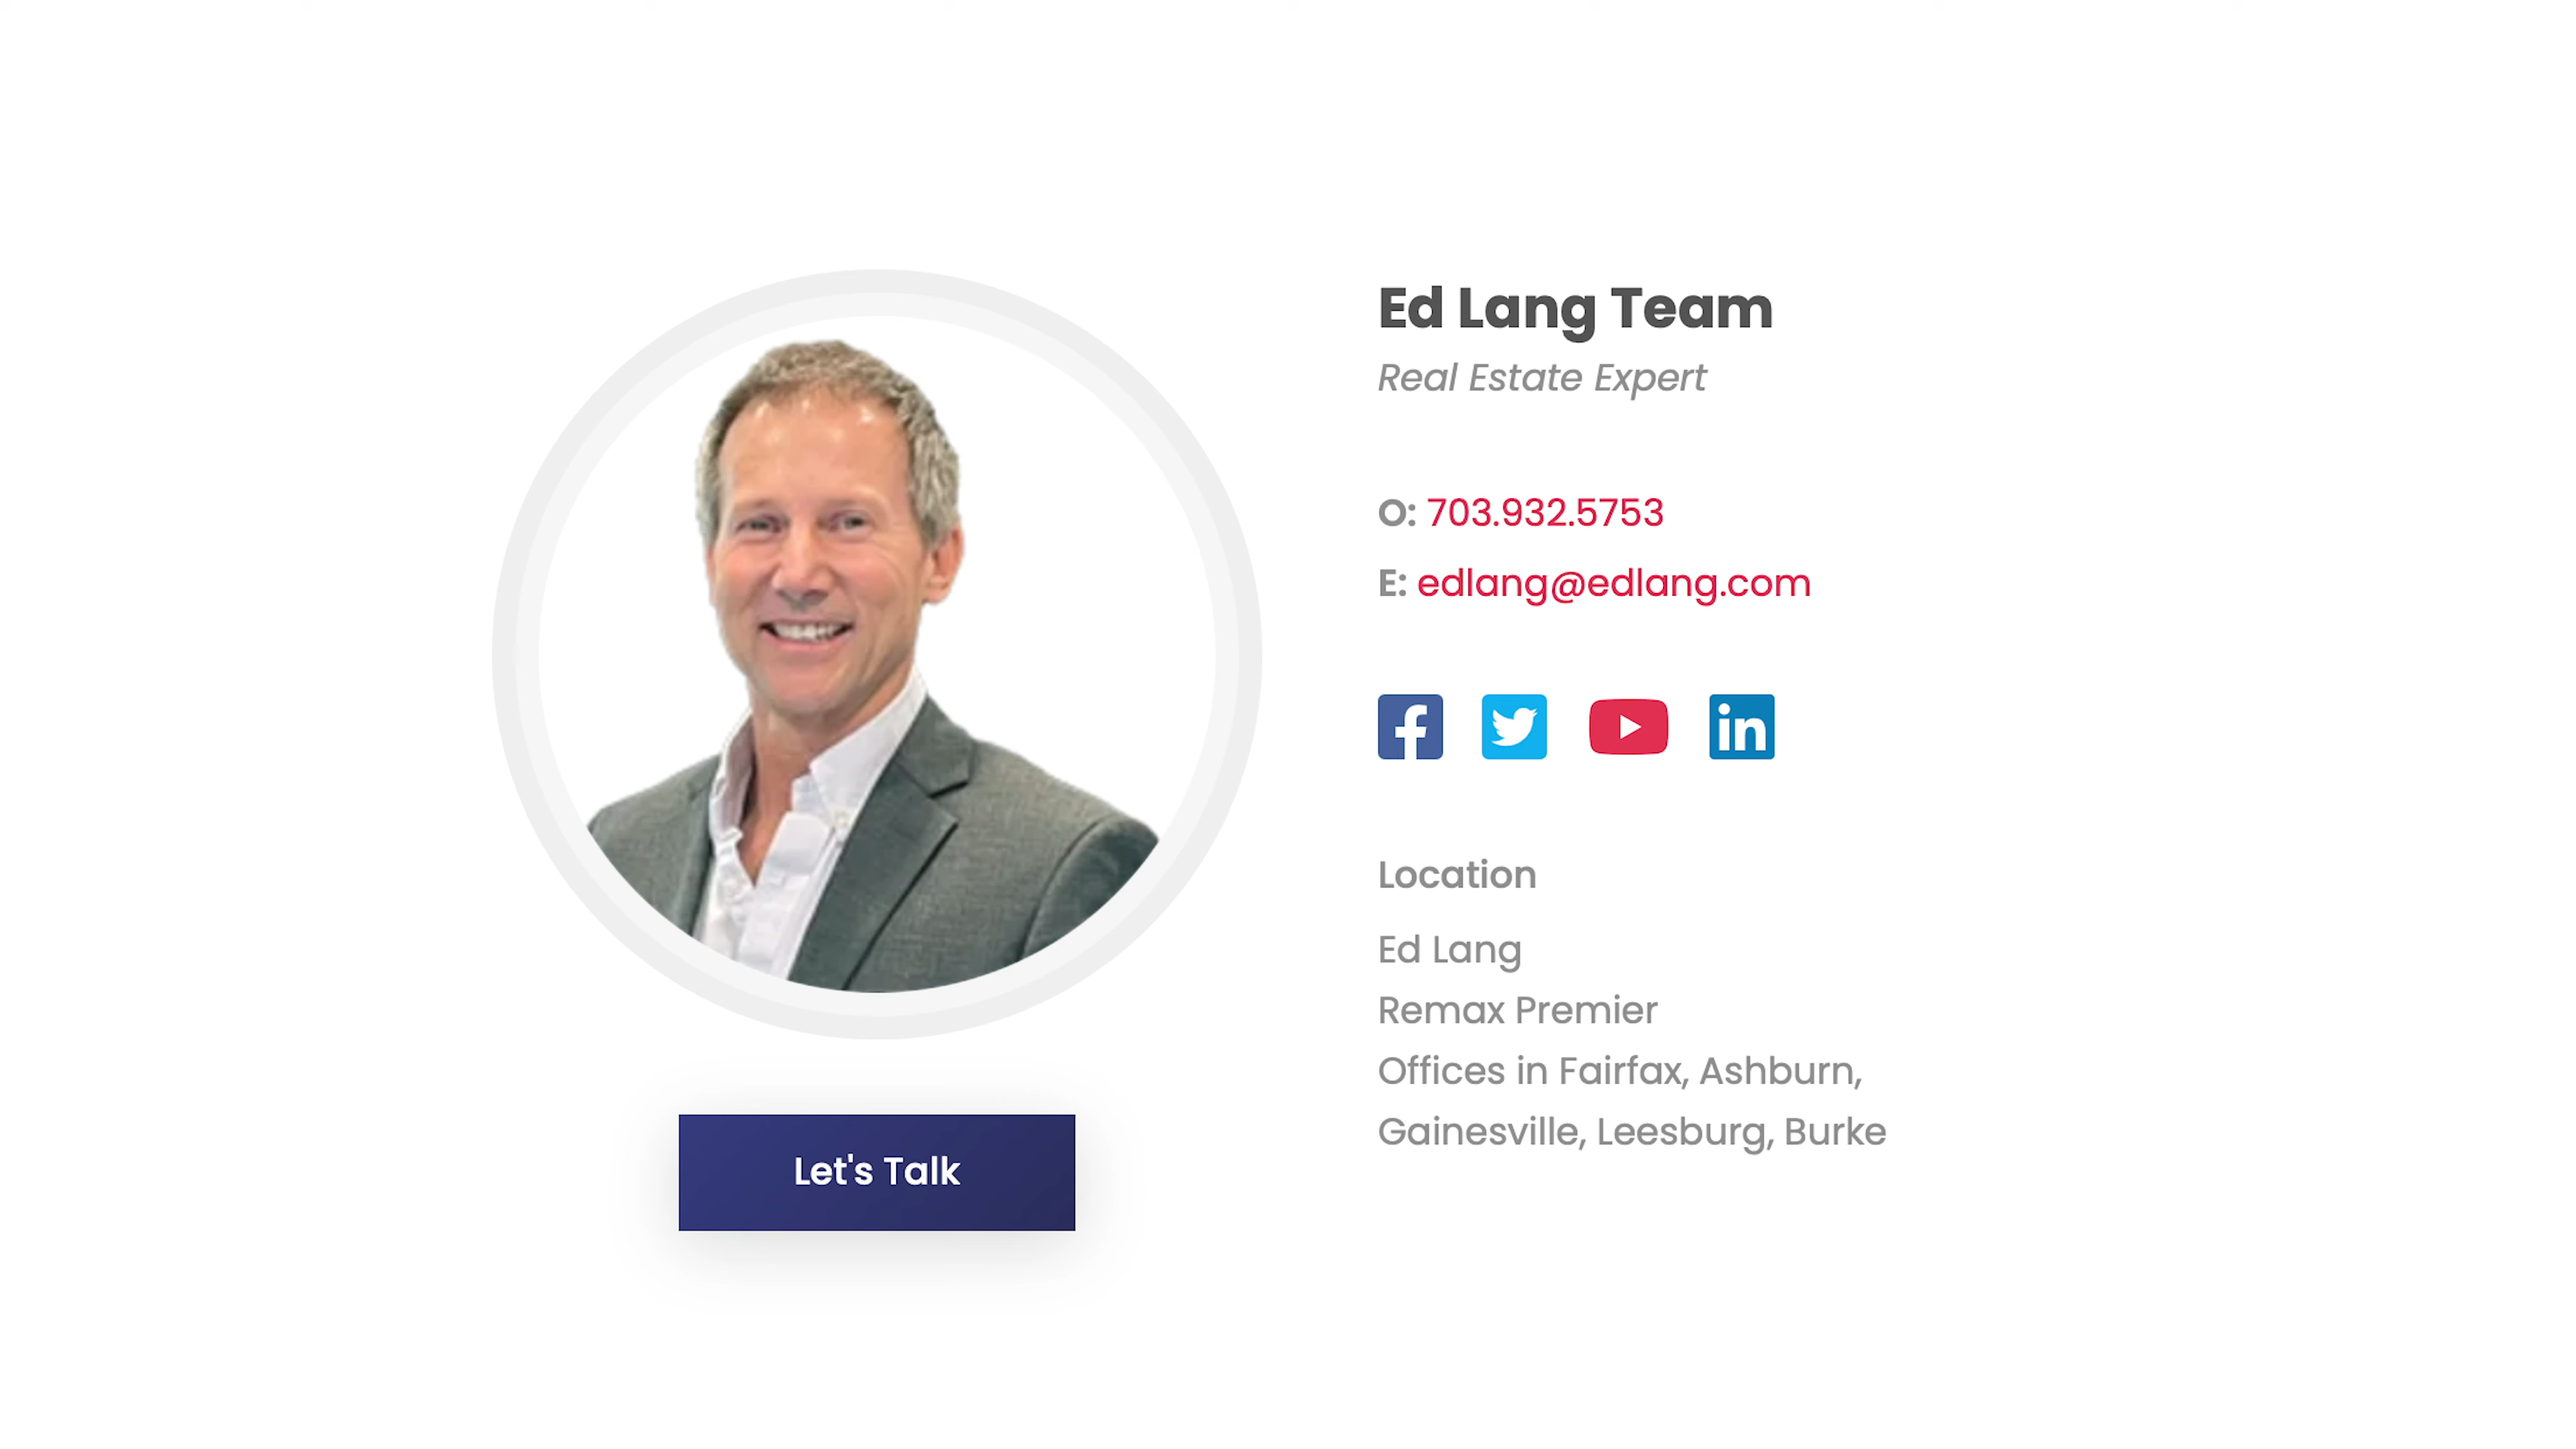 Ed Lang Team
Real Estate Expert
O: 703.932.5753
E: edlang@edlang.com
Location
Ed Lang
Remax Premier
Offices in Fairfax, Ashburn,
Gainesville, Leesburg, Burke
Let's Talk